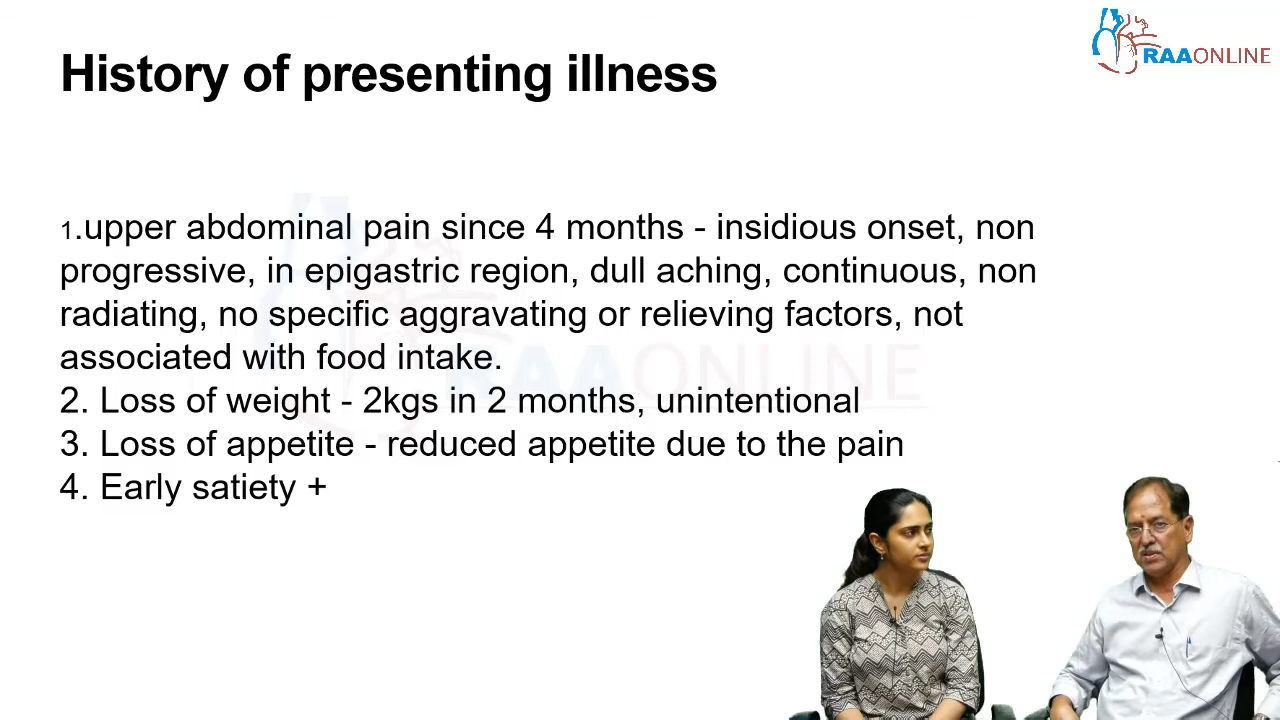 RAAONLINE
History of presenting illness
1.upper abdominal pain since 4 months - insidious onset, non
progressive, in epigastric region, dull aching, continuous, non
radiating, no specific aggravating or relieving factors, not
associated with food intake.
RAAONLINE
2. Loss of weight - 2kgs in 2 months, unintentional
3. Loss of appetite - reduced appetite due to the pain
4. Early satiety +